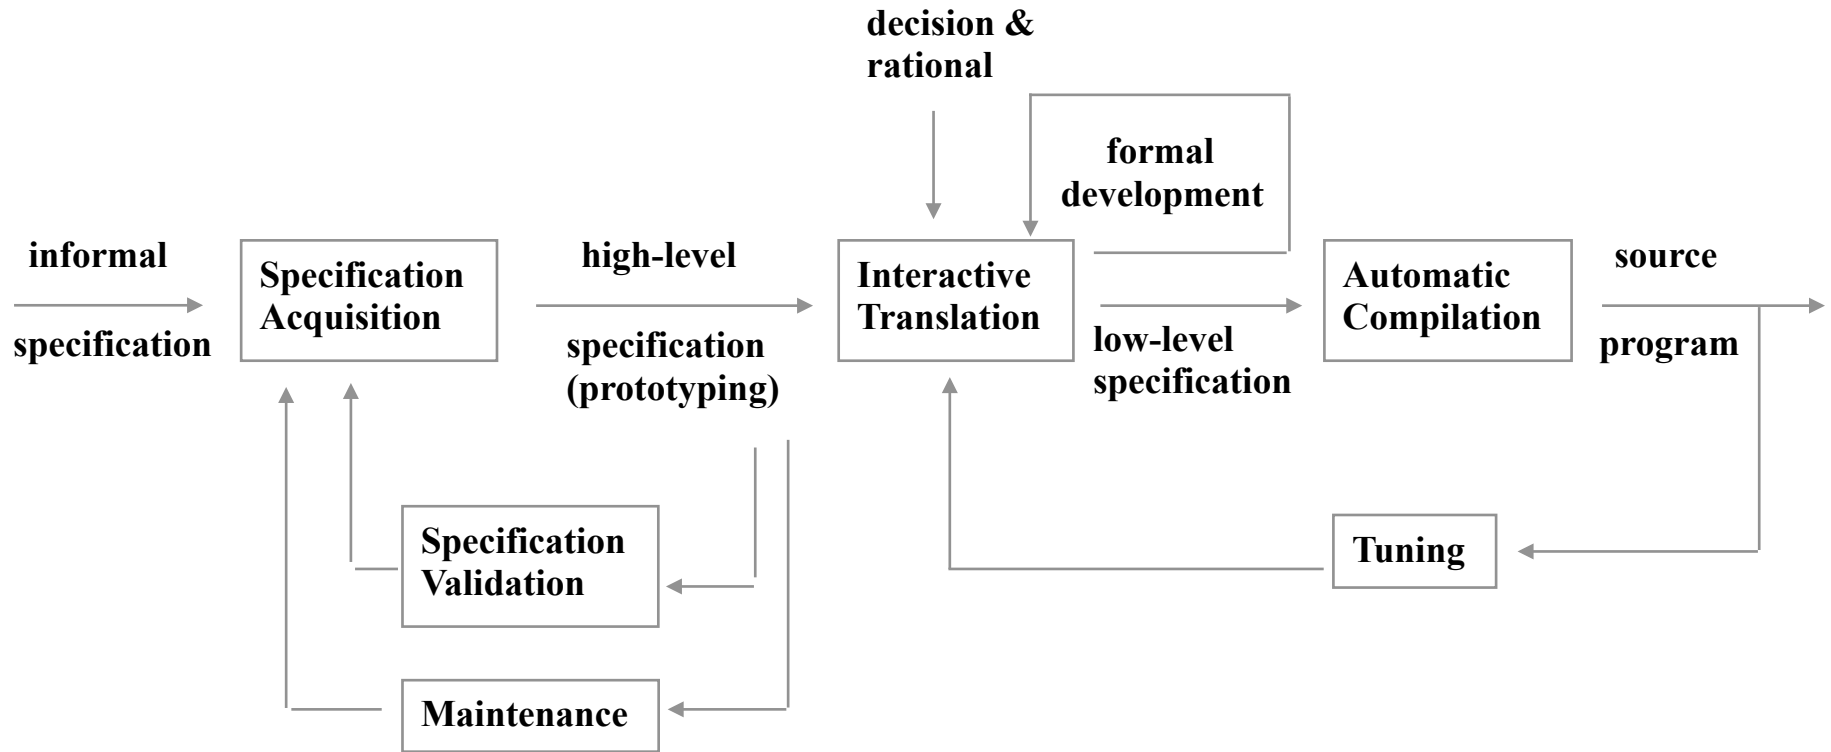 decision &
rational
formal
development
informal
specification
Specification
Acquisition
high-level
specification
(prototyping)
Interactive
Translation
low-level
specification
Automatic
Compilation
source
program
Specification
Validation
Tuning
Maintenance